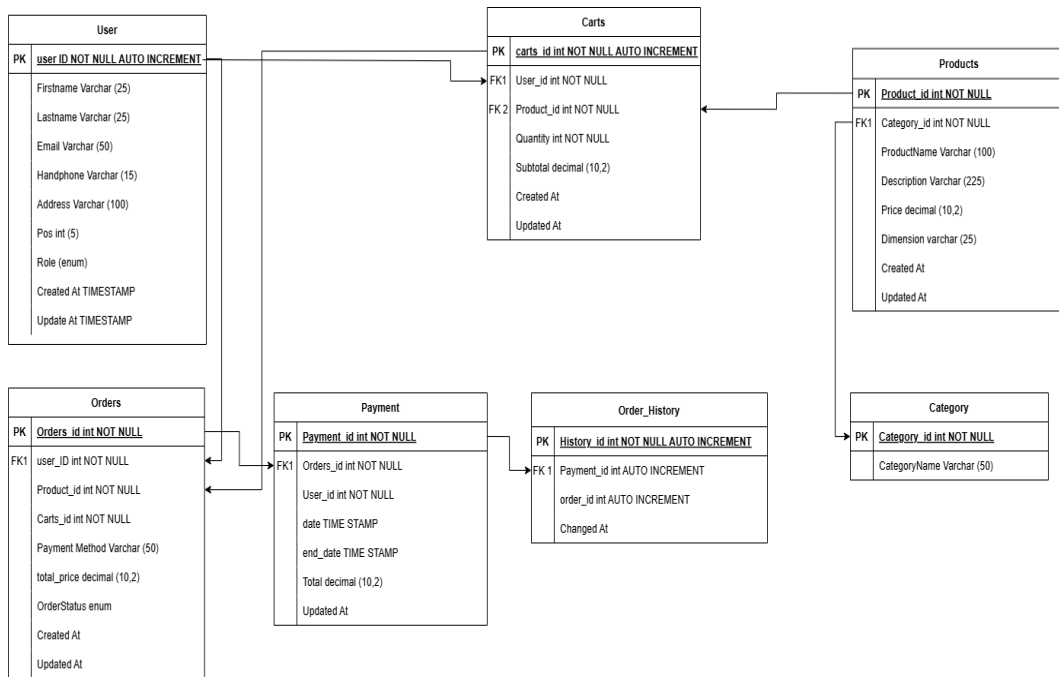 User
PK user ID NOT NULL AUTO INCREMENT
Firstname Varchar (25)
Lastname Varchar (25)
Email Varchar (50)
Handphone Varchar (15)
Address Varchar (100)
Pos int (5)
Role (enum)
Created At TIMESTAMP
Update At TIMESTAMP
Carts
PK carts_id int NOT NULL AUTO INCREMENT
FK1 User_id int NOT NULL
FK 2 Product_id int NOT NULL
Quantity int NOT NULL
Subtotal decimal (10,2)
Created At
Updated At
Products
PK Product_id int NOT NULL
FK1 Category_id int NOT NULL
ProductName Varchar (100)
Description Varchar (225)
Price decimal (10,2)
Dimension varchar (25)
Created At
Updated At
Orders
PK Orders_id int NOT NULL
FK1 user_ID int NOT NULL
Product_id int NOT NULL
Carts_id int NOT NULL
Payment Method Varchar (50)
total_price decimal (10,2)
OrderStatus enum
Created At
Updated At
Payment
PK Payment_id int NOT NULL
FK1 Orders_id int NOT NULL
User_id int NOT NULL
date TIME STAMP
end_date TIME STAMP
Total decimal (10,2)
Updated At
Order_History
PK History_id int NOT NULL AUTO INCREMENT
FK 1 Payment_id int AUTO INCREMENT
order_id int AUTO INCREMENT
Changed At
Category
PK Category_id int NOT NULL
CategoryName Varchar (50)